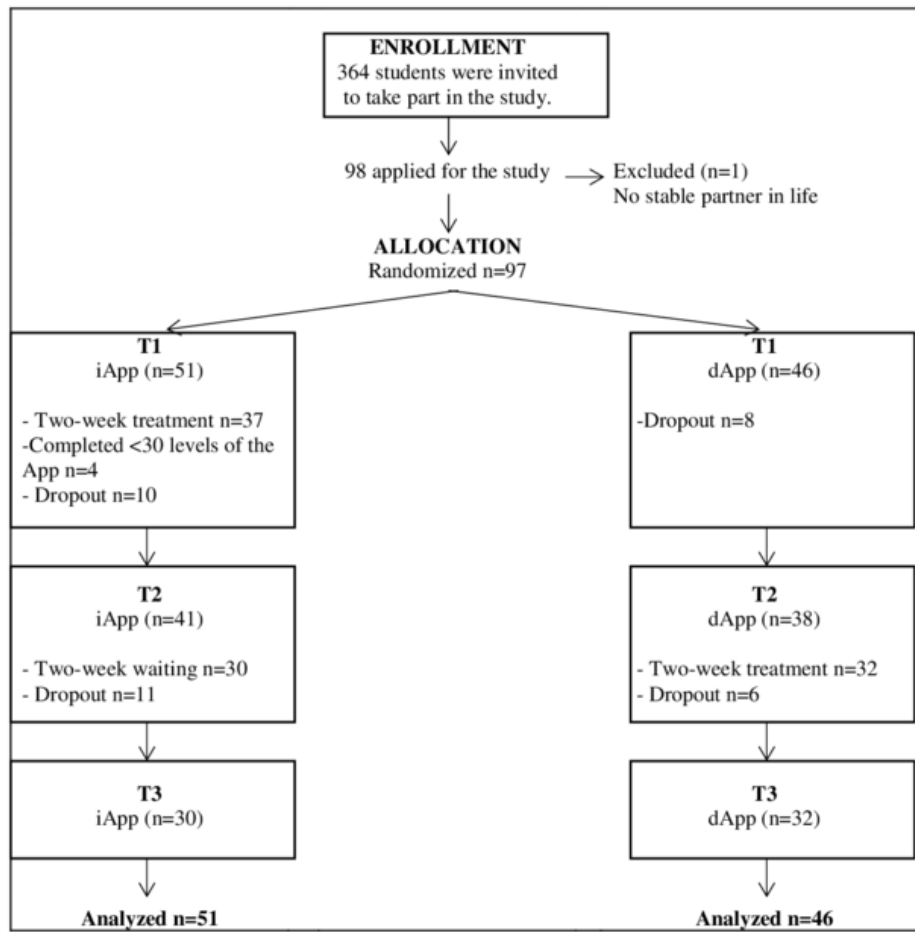 ENROLLMENT
364 students were invited
to take part in the study.
98 applied for the study
Excluded (n=1)
No stable partner in life
ALLOCATION
Randomized n=97
T1
iApp (n=51)
- Two-week treatment n=37
-Completed <30 levels of the
App n=4
- Dropout n=10
T1
dApp (n=46)
-Dropout n=8
T2
iApp (n=41)
- Two-week waiting n=30
- Dropout n=11
T2
dApp (n=38)
- Two-week treatment n=32
- Dropout n=6
T3
iApp (n=30)
T3
dApp (n=32)
Analyzed n=51
Analyzed n=46